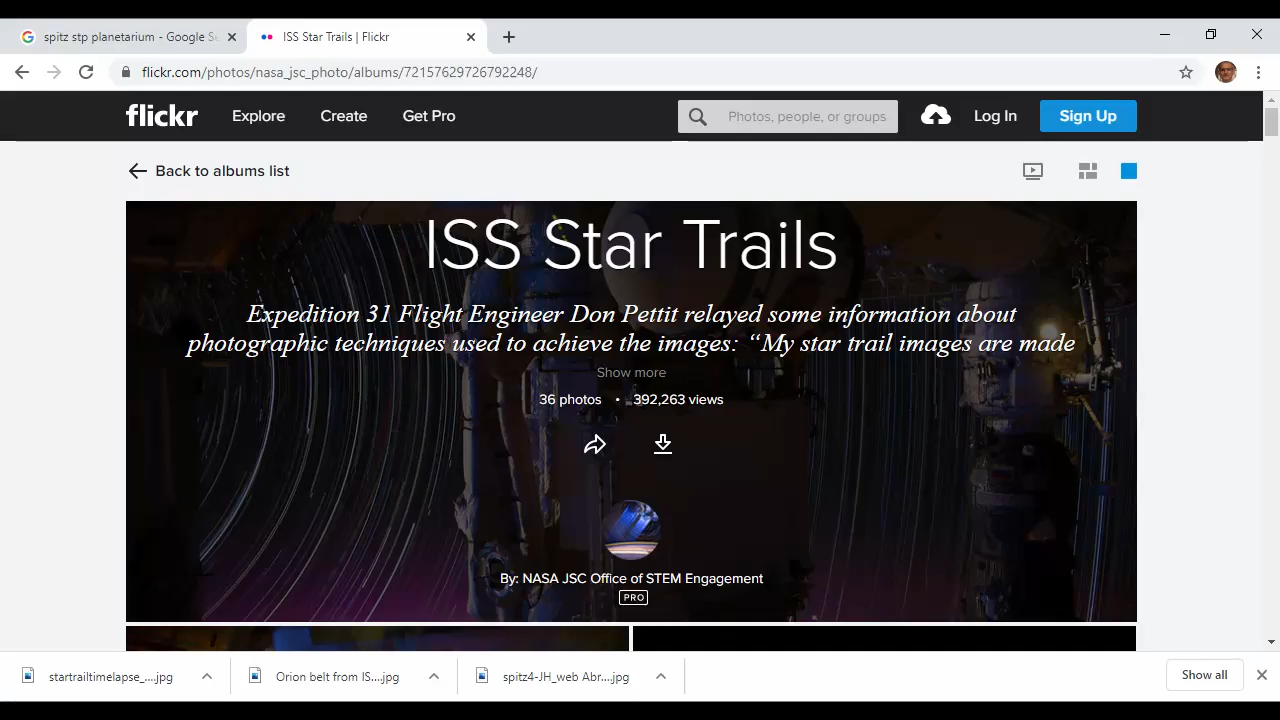 spitz stp planetarium - Google Se
ISS Star Trails | Flickr
flickr.com/photos/nasa_jsc_photo/albums/72157629726792248/
flickr
Explore
Create
Get Pro
Photos, people, or groups
Log In
Sign Up
Back to albums list
ISS Star Trails
Expedition 31 Flight Engineer Don Pettit relayed some information about
photographic techniques used to achieve the images: “My star trail images are made
Show more
36 photos • 392,263 views
By: NASA JSC Office of STEM Engagement
PRO
startrailtimelapse_....jpg
Orion belt from IS....jpg
spitz4-JH_web Abr....jpg
Show all